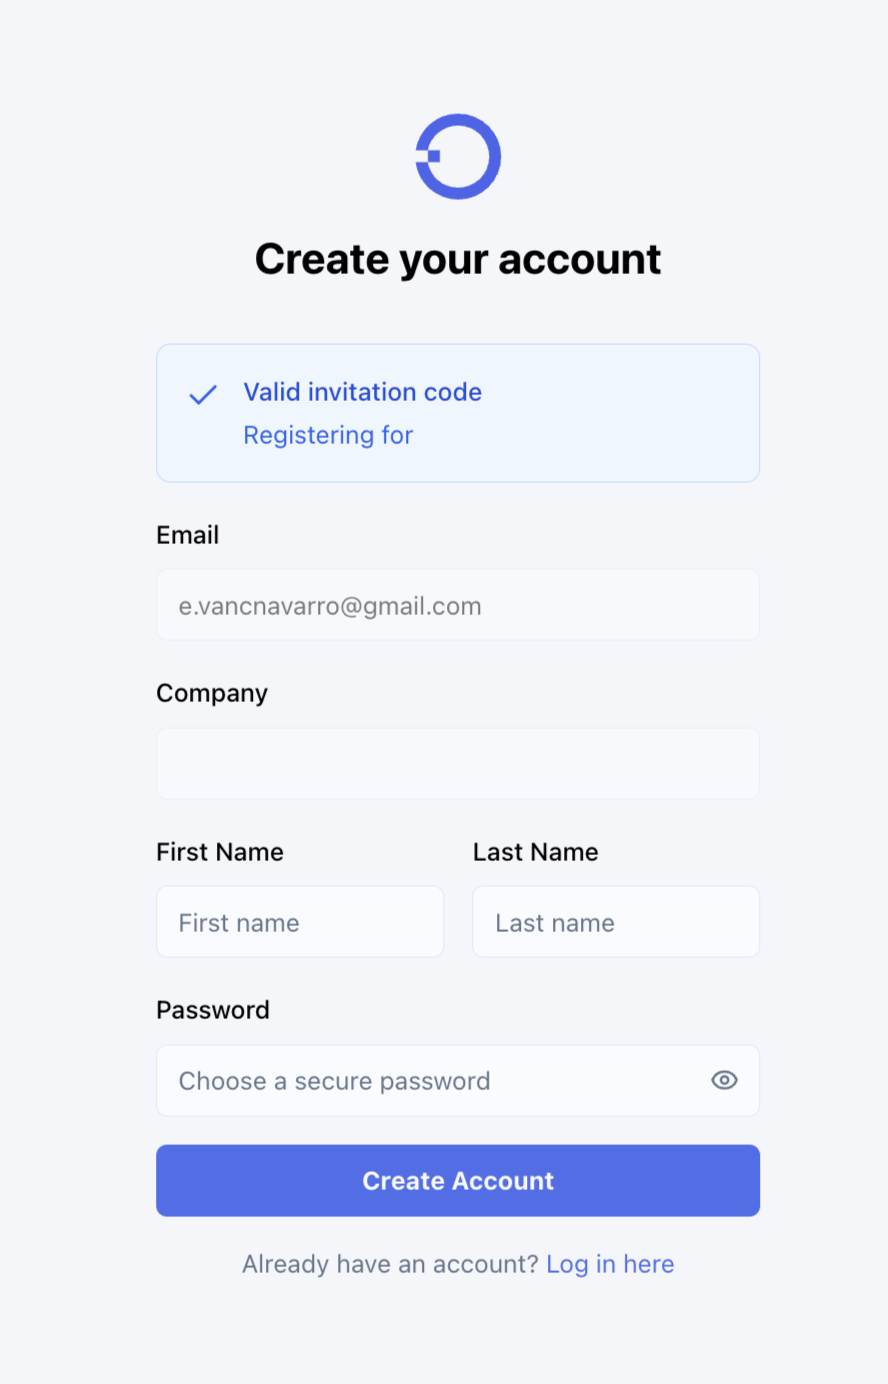 Create your account
Valid invitation code
Registering for
Email
e.vancnavarro@gmail.com
Company
First Name
Last Name
First name
Last name
Password
Choose a secure password
Create Account
Already have an account? Log in here